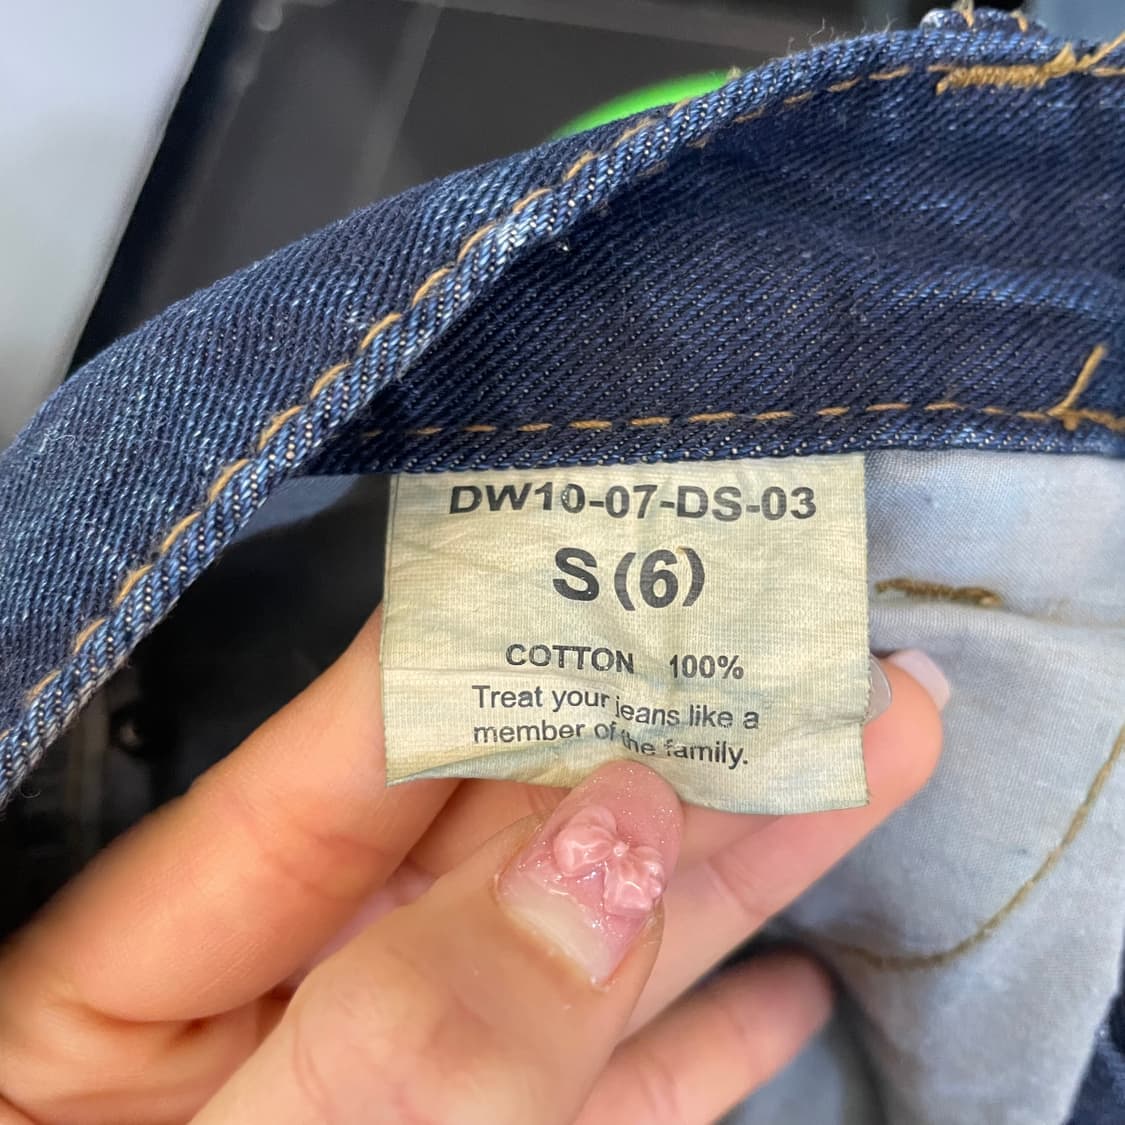 DW10-07-DS-03
S (6)
COTTON 100%
Treat your jeans like a
member of the family.